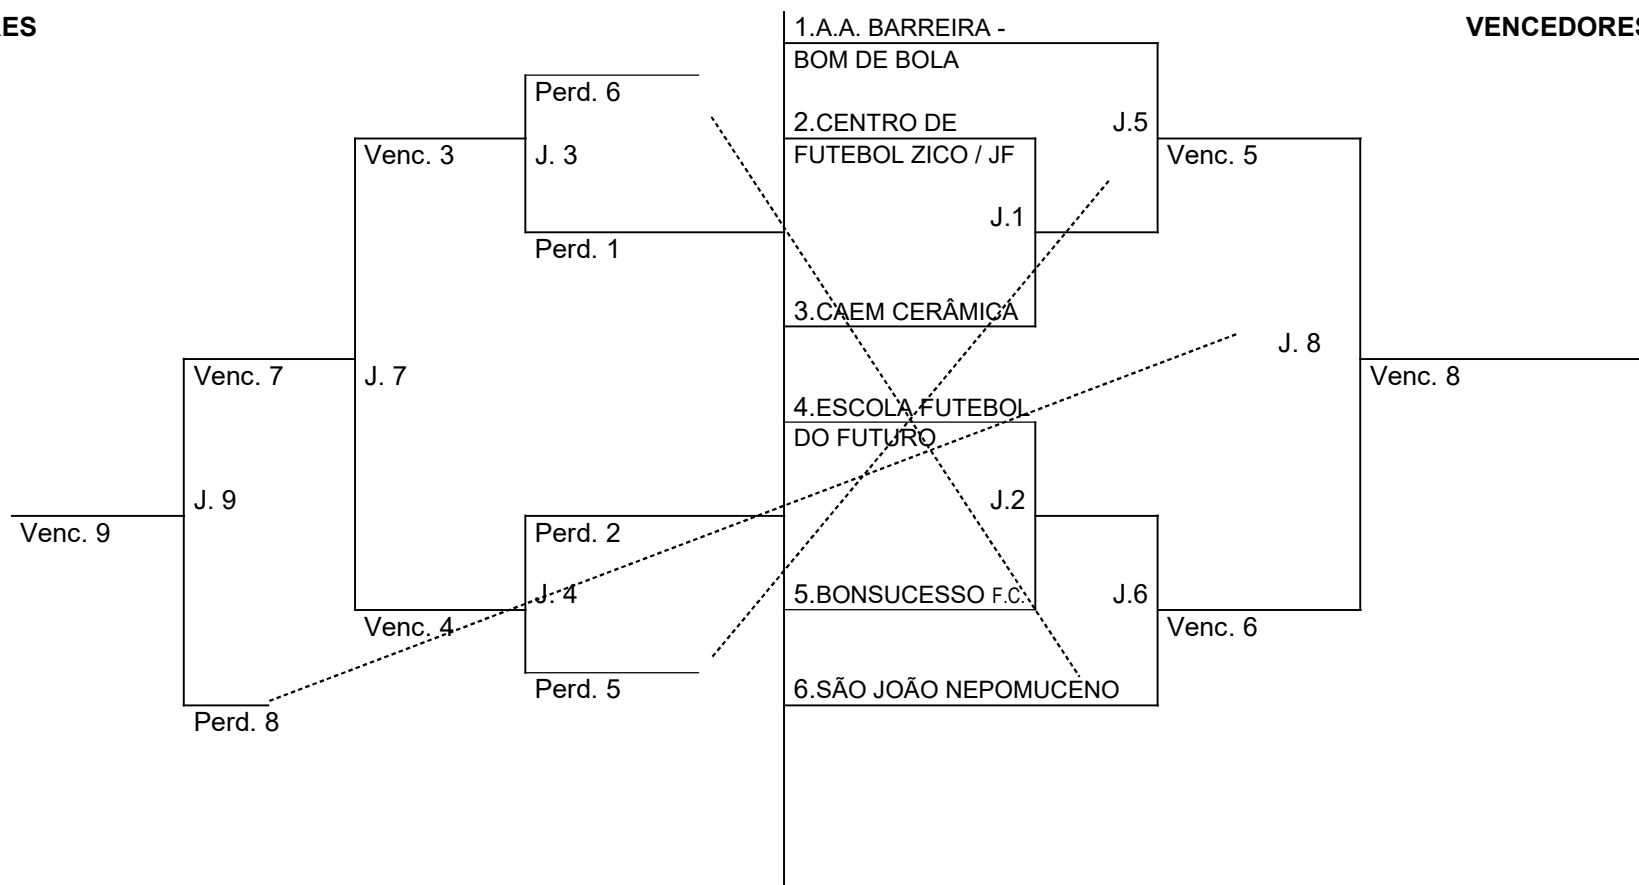 ES
VENCEDORES
1.A.A. BARREIRA -
BOM DE BOLA
Perd. 6
2.CENTRO DE
J.5
Venc. 3
J. 3
FUTEBOL ZICO / JF
Venc. 5
J.1
Perd. 1
3.CAEM CERÂMICA
J. 8
Venc. 7
J. 7
Venc. 8
4.ESCOLA FUTEBOL
DO FUTURO
J. 9
J.2
Venc. 9
Perd. 2
J. 4
5.BONSUCESSO F.C.
J.6
Venc. 4
Venc. 6
Perd. 5
6.SÃO JOÃO NEPOMUCENO
Perd. 8